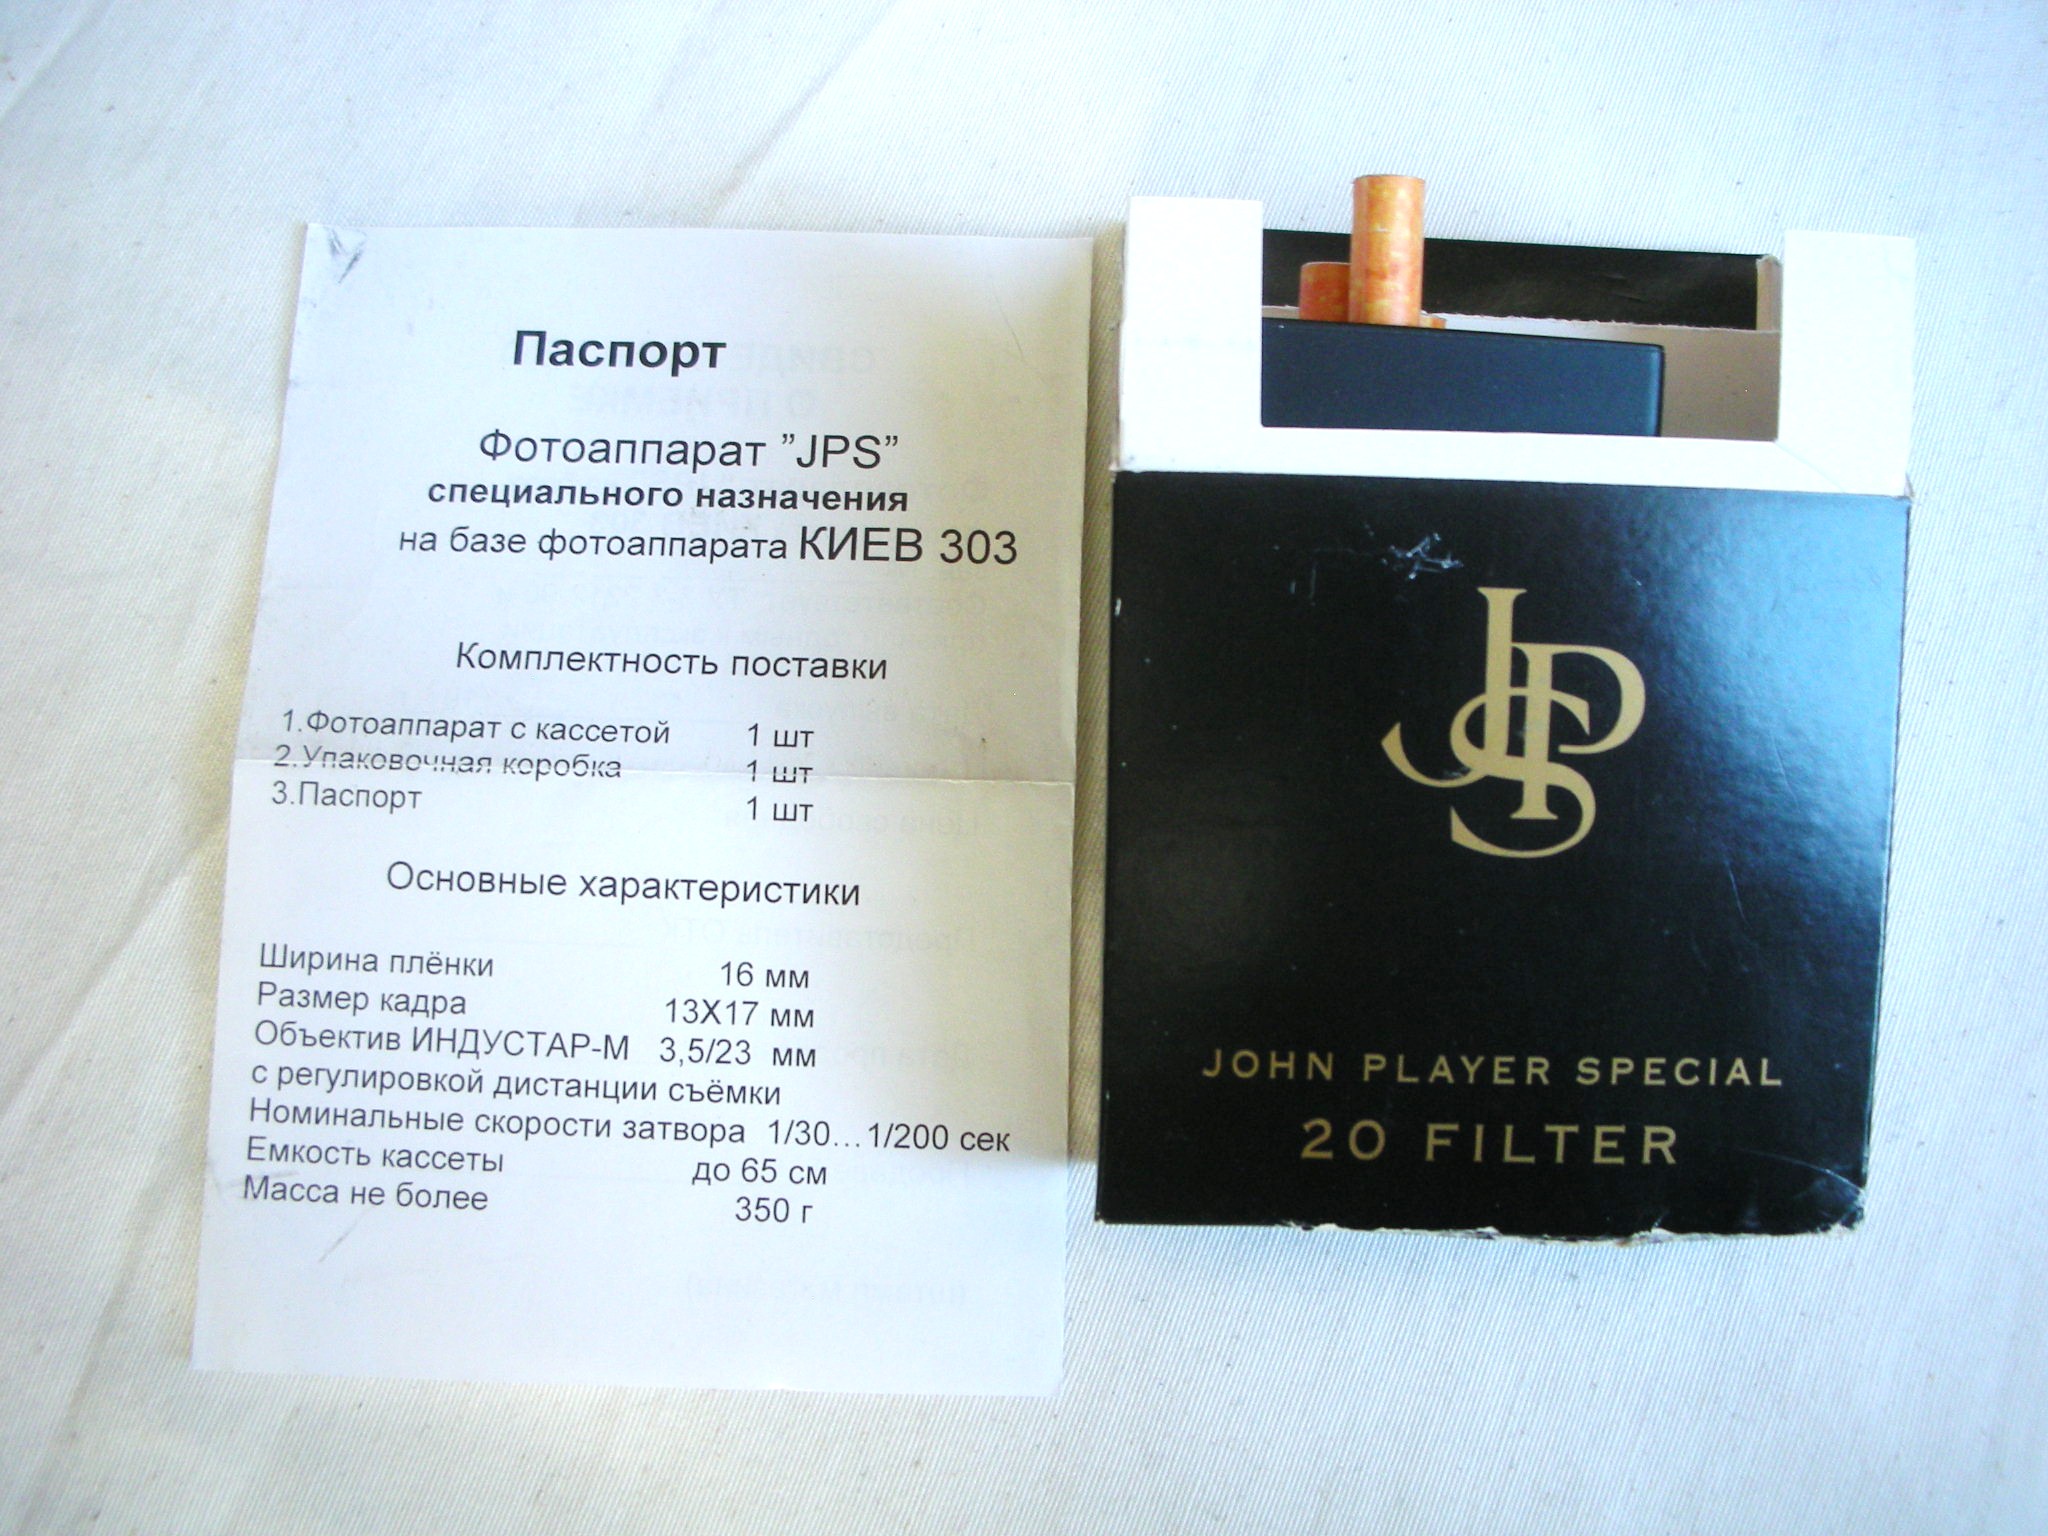 Паспорт
Фотоаппарат ”JPS”
специального назначения
на базе фотоаппарата КИЕВ 303
Комплектность поставки
1.Фотоаппарат с кассетой 1 шт
2.Упаковочная коробка 1 шт
3.Паспорт 1 шт
Основные характеристики
Ширина плёнки 16 мм
Размер кадра 13X17 мм
Объектив ИНДУСТАР-М 3,5/23 мм
с регулировкой дистанции съёмки
Номинальные скорости затвора 1/30…1/200 сек
Емкость кассеты до 65 см
Масса не более 350 г
JPS
JOHN PLAYER SPECIAL
20 FILTER